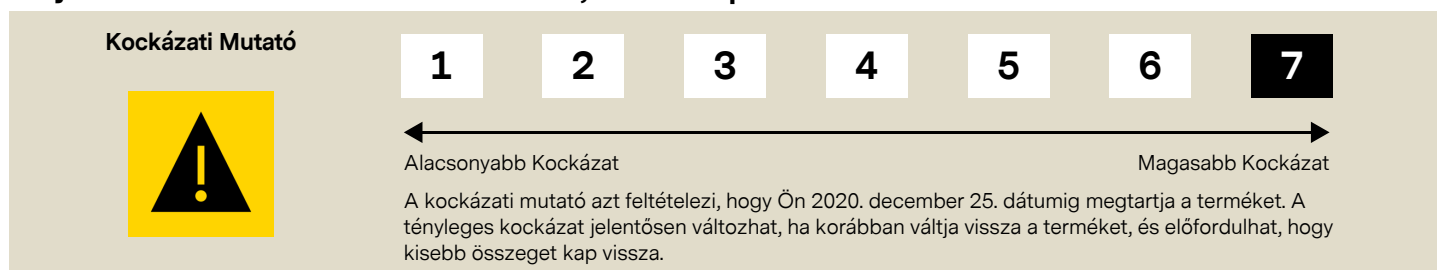 Kockázati Mutató
1 2 3 4 5 6 7
Alacsonyabb Kockázat Magasabb Kockázat
A kockázati mutató azt feltételezi, hogy Ön 2020. december 25. dátumig megtartja a terméket. A
tényleges kockázat jelentősen változhat, ha korábban váltja vissza a terméket, és előfordulhat, hogy
kisebb összeget kap vissza.